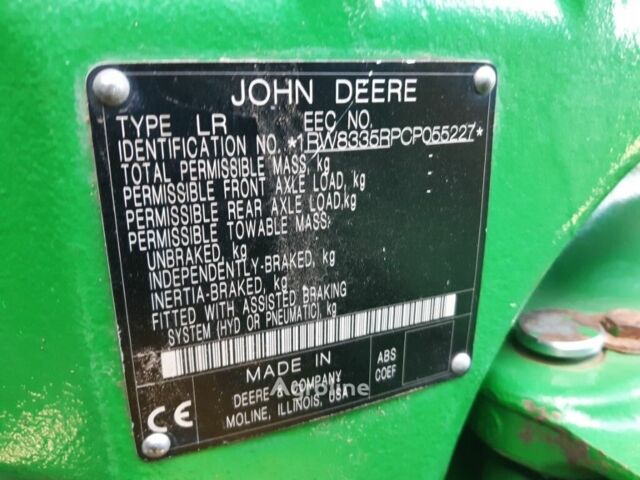 JOHN DEERE
TYPE LR EEC NO.
IDENTIFICATION NO. *1RW8335RPCP055227*
TOTAL PERMISSIBLE MASS, kg
PERMISSIBLE FRONT AXLE LOAD, kg
PERMISSIBLE REAR AXLE LOAD,kg
PERMISSIBLE TOWABLE MASS:
UNBRAKED, kg
INDEPENDENTLY-BRAKED, kg
INERTIA-BRAKED, kg
FITTED WITH ASSISTED BRAKING
SYSTEM (HYD OR PNEUMATIC), kg
MADE IN
DEERE & COMPANY
MOLINE, ILLINOIS, USA
ABS
COEF
CE
Agroline